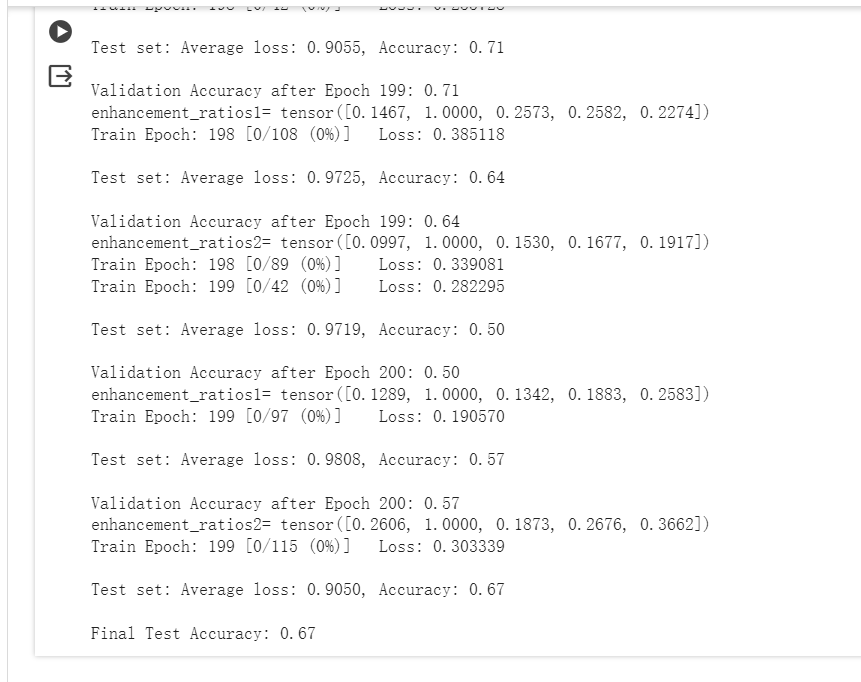 Test set: Average loss: 0.9055, Accuracy: 0.71
Validation Accuracy after Epoch 199: 0.71
enhancement_ratios1= tensor([0.1467, 1.0000, 0.2573, 0.2582, 0.2274])
Train Epoch: 198 [0/108 (0%)]   Loss: 0.385118
Test set: Average loss: 0.9725, Accuracy: 0.64
Validation Accuracy after Epoch 199: 0.64
enhancement_ratios2= tensor([0.0997, 1.0000, 0.1530, 0.1677, 0.1917])
Train Epoch: 198 [0/89 (0%)]    Loss: 0.339081
Train Epoch: 199 [0/42 (0%)]    Loss: 0.282295
Test set: Average loss: 0.9719, Accuracy: 0.50
Validation Accuracy after Epoch 200: 0.50
enhancement_ratios1= tensor([0.1289, 1.0000, 0.1342, 0.1883, 0.2583])
Train Epoch: 199 [0/97 (0%)]    Loss: 0.190570
Test set: Average loss: 0.9808, Accuracy: 0.57
Validation Accuracy after Epoch 200: 0.57
enhancement_ratios2= tensor([0.2606, 1.0000, 0.1873, 0.2676, 0.3662])
Train Epoch: 199 [0/115 (0%)]   Loss: 0.303339
Test set: Average loss: 0.9050, Accuracy: 0.67
Final Test Accuracy: 0.67